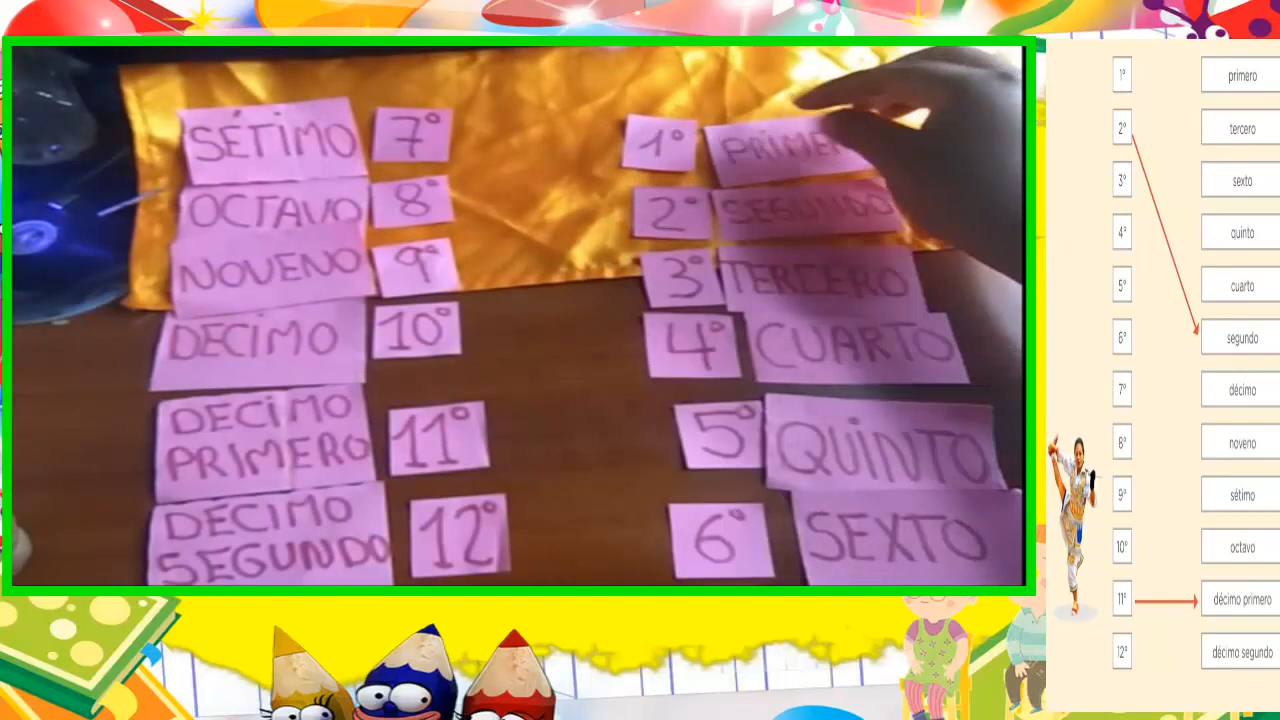 SÉTIMO 7°
OCTAVO 8°
NOVENO 9°
DECIMO 10°
DECIMO PRIMERO 11°
DECIMO SEGUNDO 12°
1° PRIMER
2° SEGUNDO
3° TERCERO
4° CUARTO
5° QUINTO
6° SEXTO
1° primero
2° tercero
3° sexto
4° quinto
5° cuarto
6° segundo
7° décimo
8° noveno
9° sétimo
10° octavo
11° décimo primero
12° décimo segundo